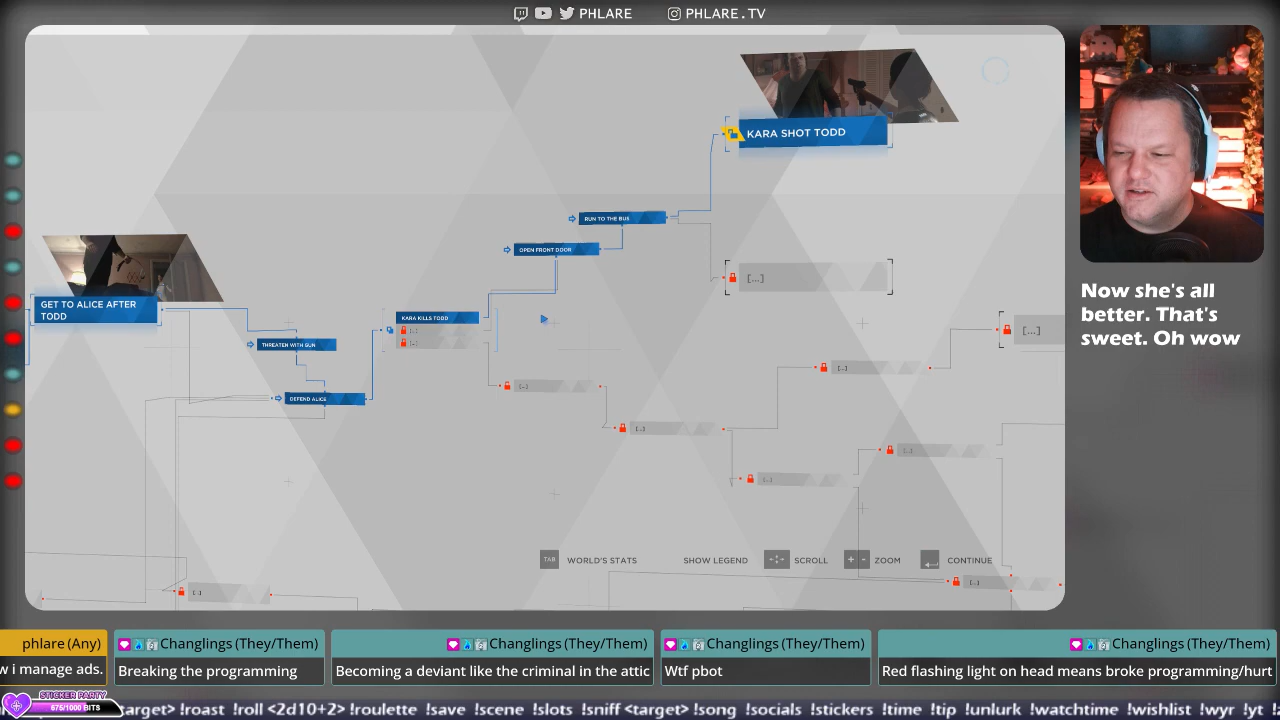 PHLARE
PHLARE.TV
KARA SHOT TODD
RUN TO THE BUS
OPEN FRONT DOOR
[...]
GET TO ALICE AFTER
TODD
KARA KILLS TODD
[...]
[...]
[...]
THREATEN WITH GUN
[...]
[...]
DEFEND ALICE
[...]
[...]
[...]
TAB WORLD'S STATS
SHOW LEGEND
SCROLL
+ - ZOOM
CONTINUE
[...]
[...]
Now she's all
better. That's
sweet. Oh wow
phlare (Any)
w i manage ads.
Changlings (They/Them)
Breaking the programming
Changlings (They/Them)
Becoming a deviant like the criminal in the attic
Changlings (They/Them)
Wtf pbot
Changlings (They/Them)
Red flashing light on head means broke programming/hurt
STICKER PARTY
675/1000 BITS
target> !roast !roll <2d10+2> !roulette !save !scene !slots !sniff <target> !song !socials !stickers !time !tip !unlurk !watchtime !wishlist !wyr !yt